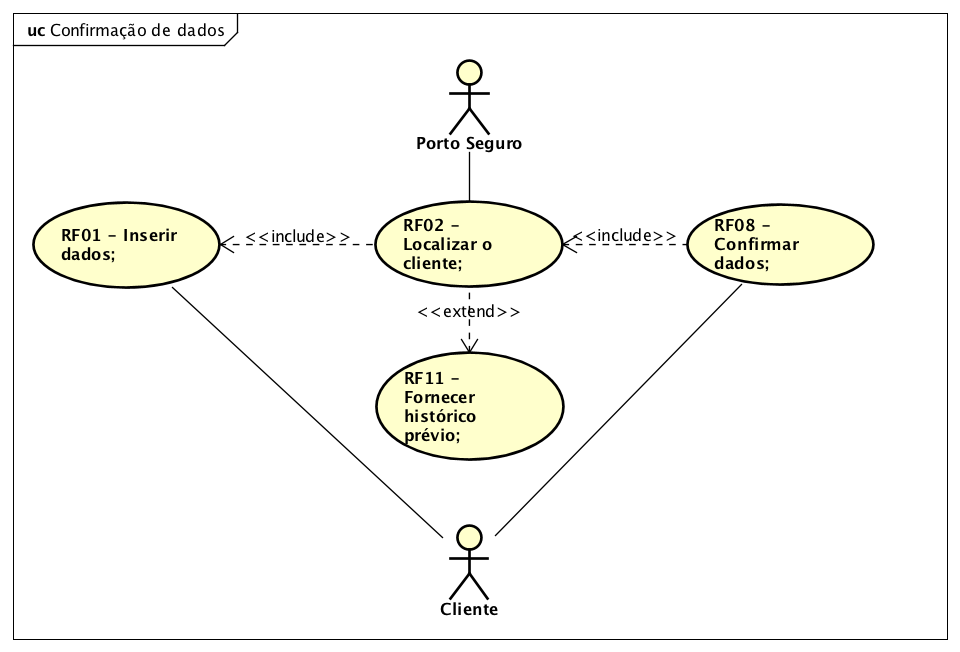 uc Confirmação de dados
Porto Seguro
RF01 - Inserir
dados;
<<include>>
RF02 -
Localizar o
cliente;
<<include>>
RF08 -
Confirmar
dados;
<<extend>>
RF11 -
Fornecer
histórico
prévio;
Cliente